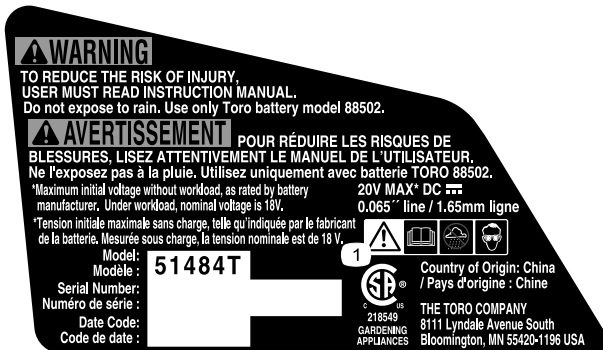 WARNING
TO REDUCE THE RISK OF INJURY,
USER MUST READ INSTRUCTION MANUAL.
Do not expose to rain. Use only Toro battery model 88502.
AVERTISSEMENT POUR RÉDUIRE LES RISQUES DE
BLESSURES, LISEZ ATTENTIVEMENT LE MANUEL DE L'UTILISATEUR.
Ne l'exposez pas à la pluie. Utilisez uniquement avec batterie TORO 88502.
*Maximum initial voltage without workload, as rated by battery
manufacturer. Under workload, nominal voltage is 18V.
*Tension initiale maximale sans charge, telle qu'indiquée par le fabricant
de la batterie. Mesurée sous charge, la tension nominale est de 18 V.
20V MAX* DC
0.065´´ line / 1.65mm ligne
1
Model:
Modèle :
51484T
Serial Number:
Numéro de série :
Date Code:
Code de date :
SA ®
C US
218549
GARDENING
APPLIANCES
Country of Origin: China
/ Pays d'origine : Chine
THE TORO COMPANY
8111 Lyndale Avenue South
Bloomington, MN 55420-1196 USA